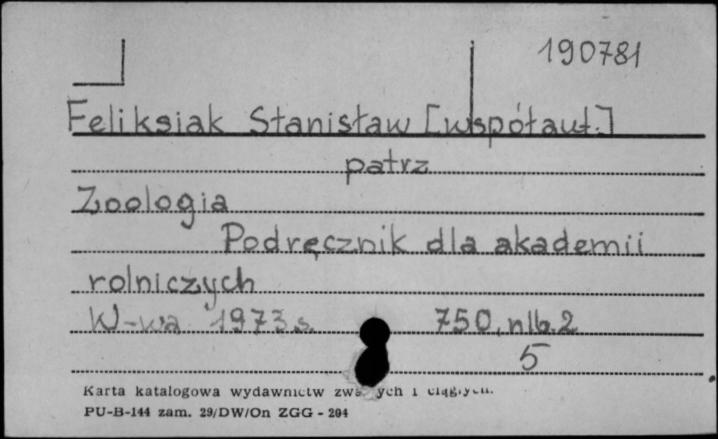 190781
Feliksiak Stanisław [współaut.]
patrz
Zoologia
Podręcznik dla akademii
rolniczych
W-wa 1973 s. 750, nlb. 2
5
Karta katalogowa wydawnictw i
PU-B-144 zam. 29/DW/On ZGG - 204